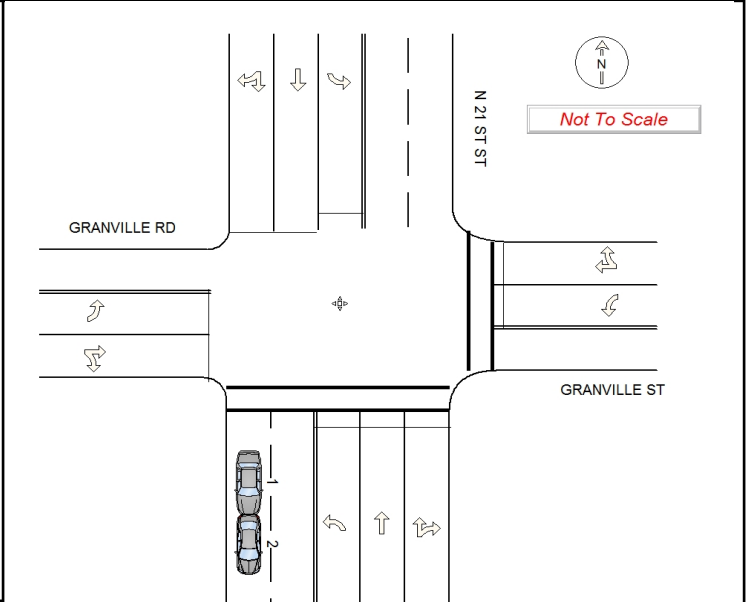 N
Not To Scale
N 21 ST ST
GRANVILLE RD
GRANVILLE ST
1
2